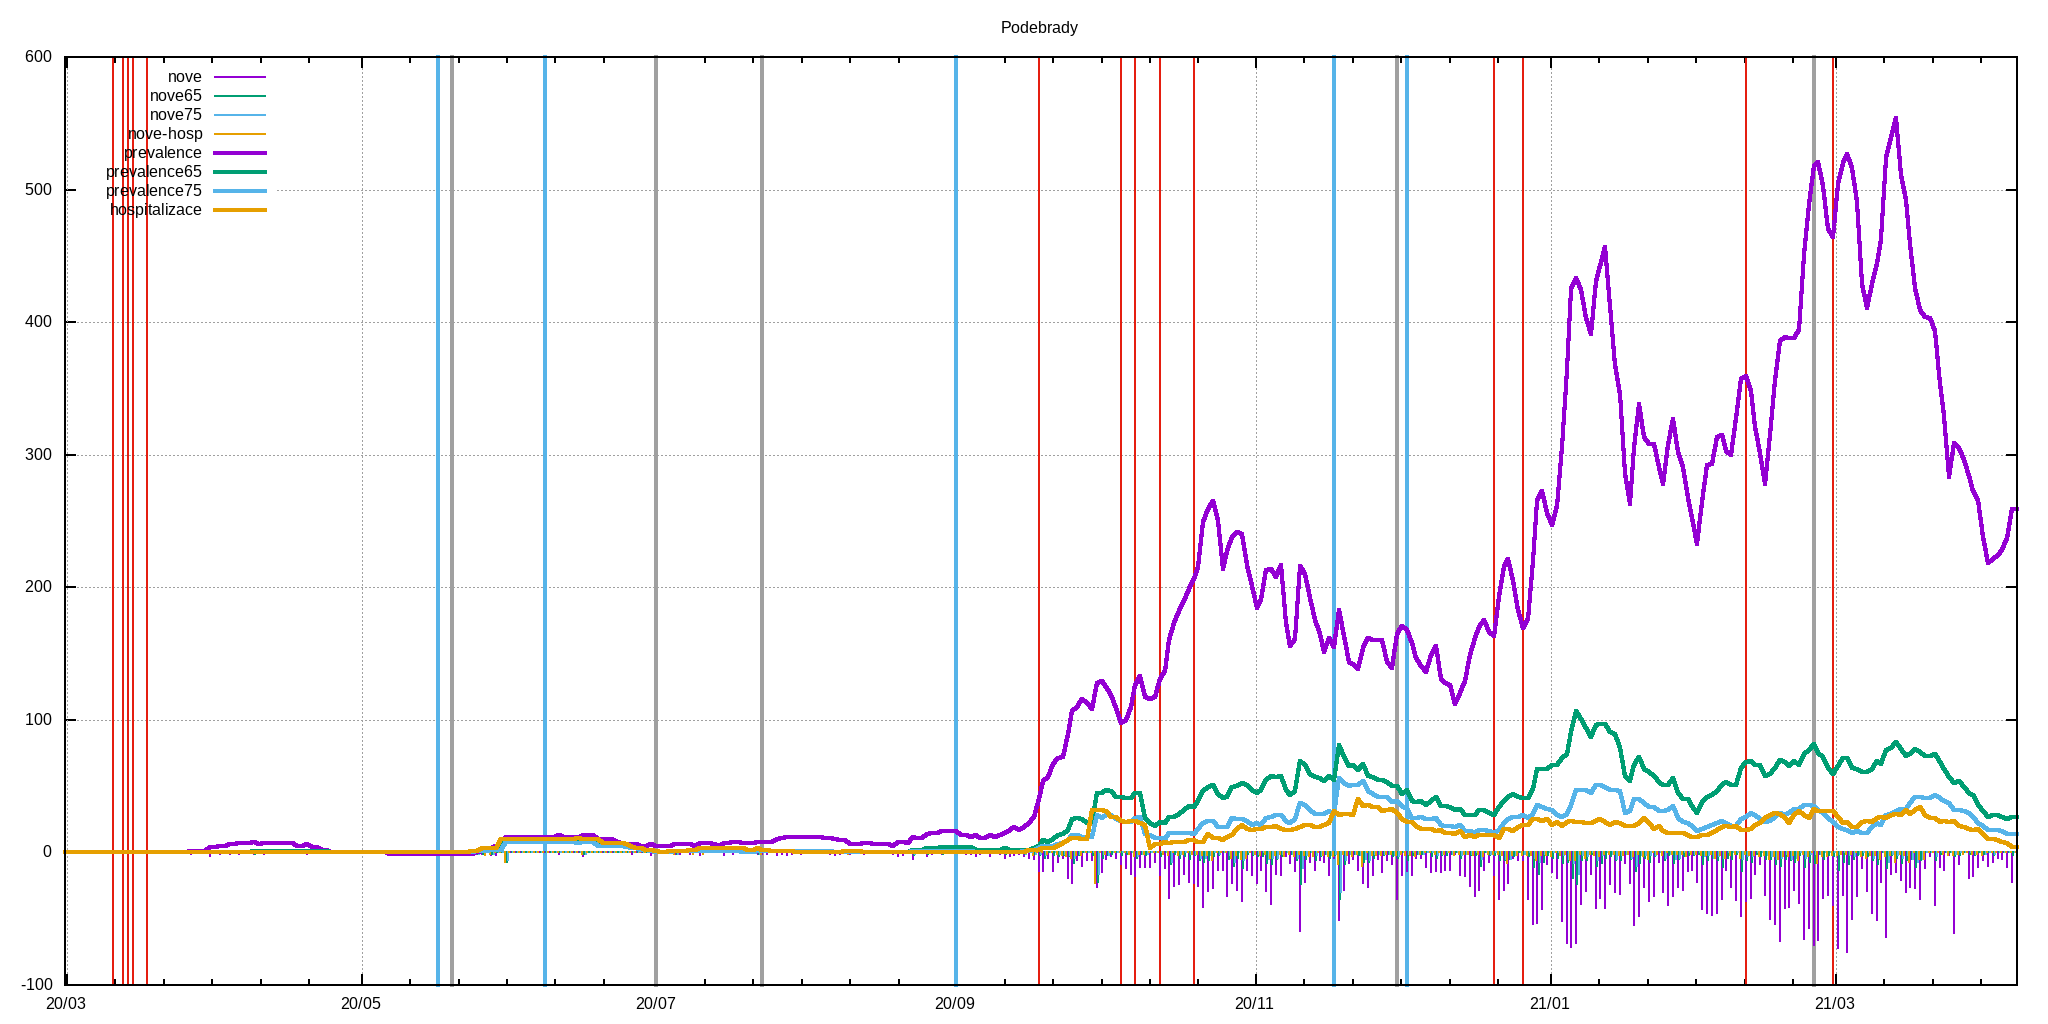 Podebrady
600
500
400
300
200
100
0
-100
nove
nove65
nove75
nove-hosp
prevalence
prevalence65
prevalence75
hospitalizace
20/03
20/05
20/07
20/09
20/11
21/01
21/03